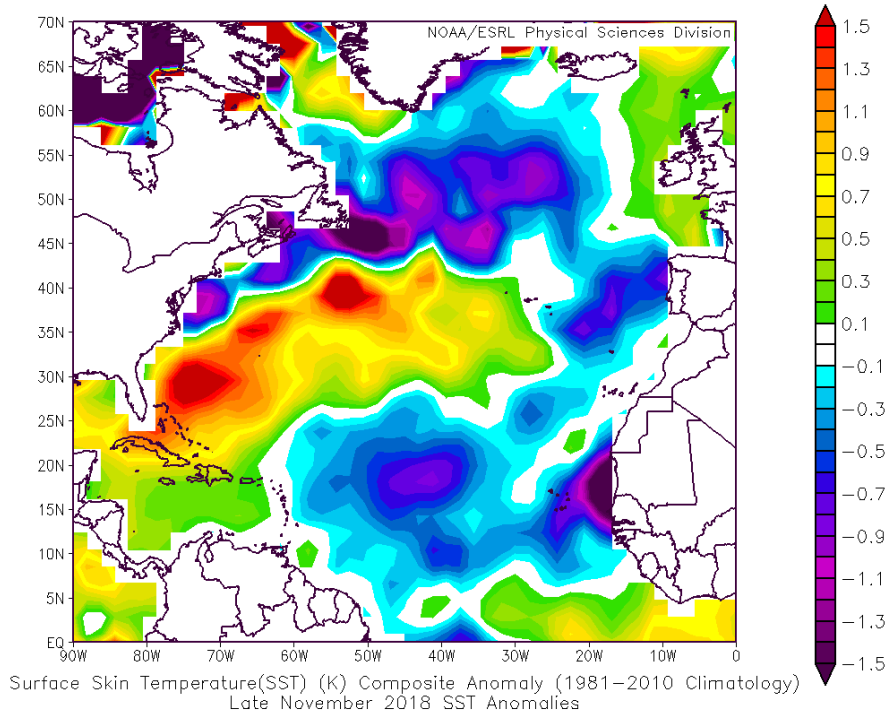 NOAA/ESRL Physical Sciences Division
70N
65N
60N
55N
50N
45N
40N
35N
30N
25N
20N
15N
10N
5N
EQ
90W 80W 70W 60W 50W 40W 30W 20W 10W 0
1.5
1.3
1.1
0.9
0.7
0.5
0.3
0.1
−0.1
−0.3
−0.5
−0.7
−0.9
−1.1
−1.3
−1.5
Surface Skin Temperature(SST) (K) Composite Anomaly (1981−2010 Climatology)
Late November 2018 SST Anomalies